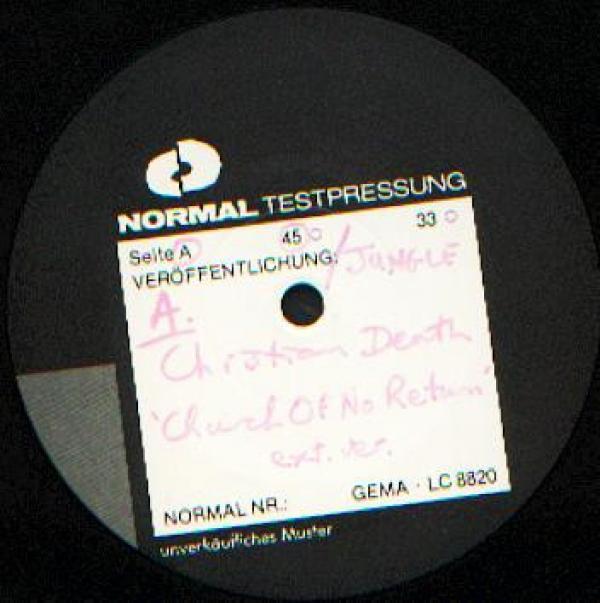 NORMAL TESTPRESSUNG
Seite A 45 33
VERÖFFENTLICHUNG: / JUNGLE
A.
Christian Death
'Church Of No Return'
ext. ver.
NORMAL NR.: GEMA · LC 8820
unverkäufliches Muster